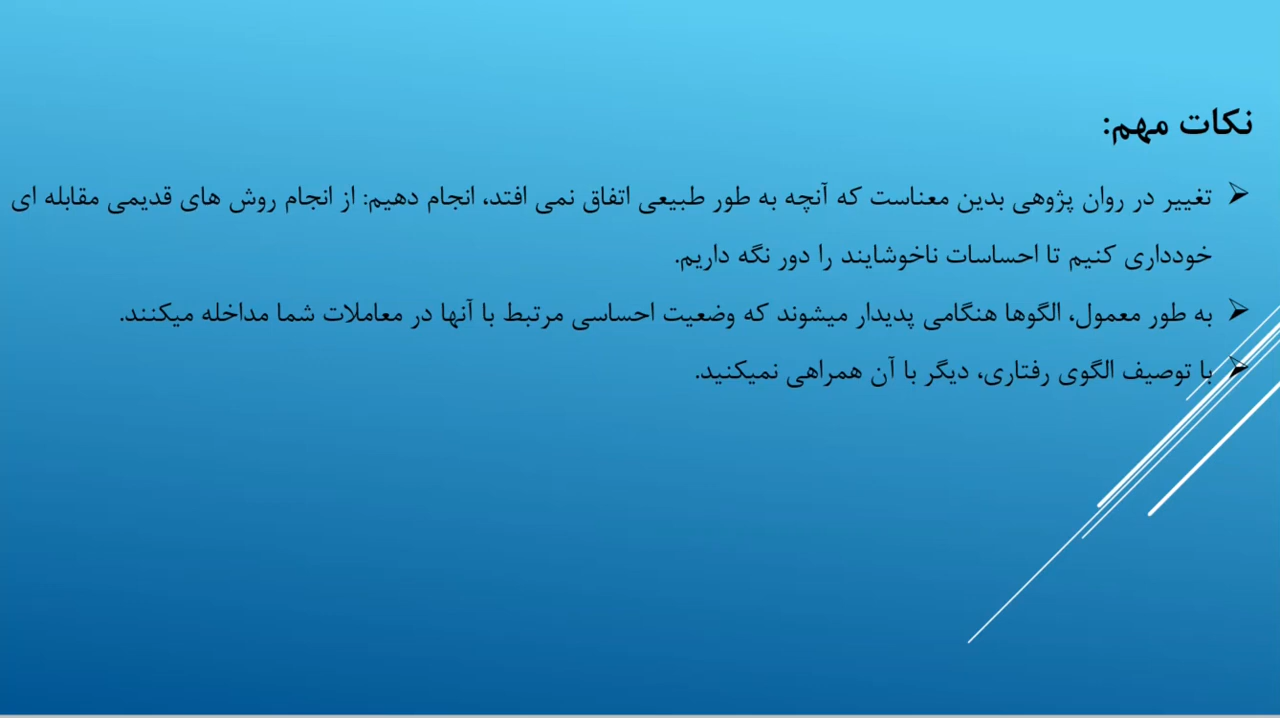 نکات مهم:
تغییر در روان پژوهی بدین معناست که آنچه به طور طبیعی اتفاق نمی افتد، انجام دهیم: از انجام روش های قدیمی مقابله ای
خودداری کنیم تا احساسات ناخوشایند را دور نگه داریم.
به طور معمول، الگوها هنگامی پدیدار میشوند که وضعیت احساسی مرتبط با آنها در معاملات شما مداخله میکنند.
با توصیف الگوی رفتاری، دیگر با آن همراهی نمیکنید.